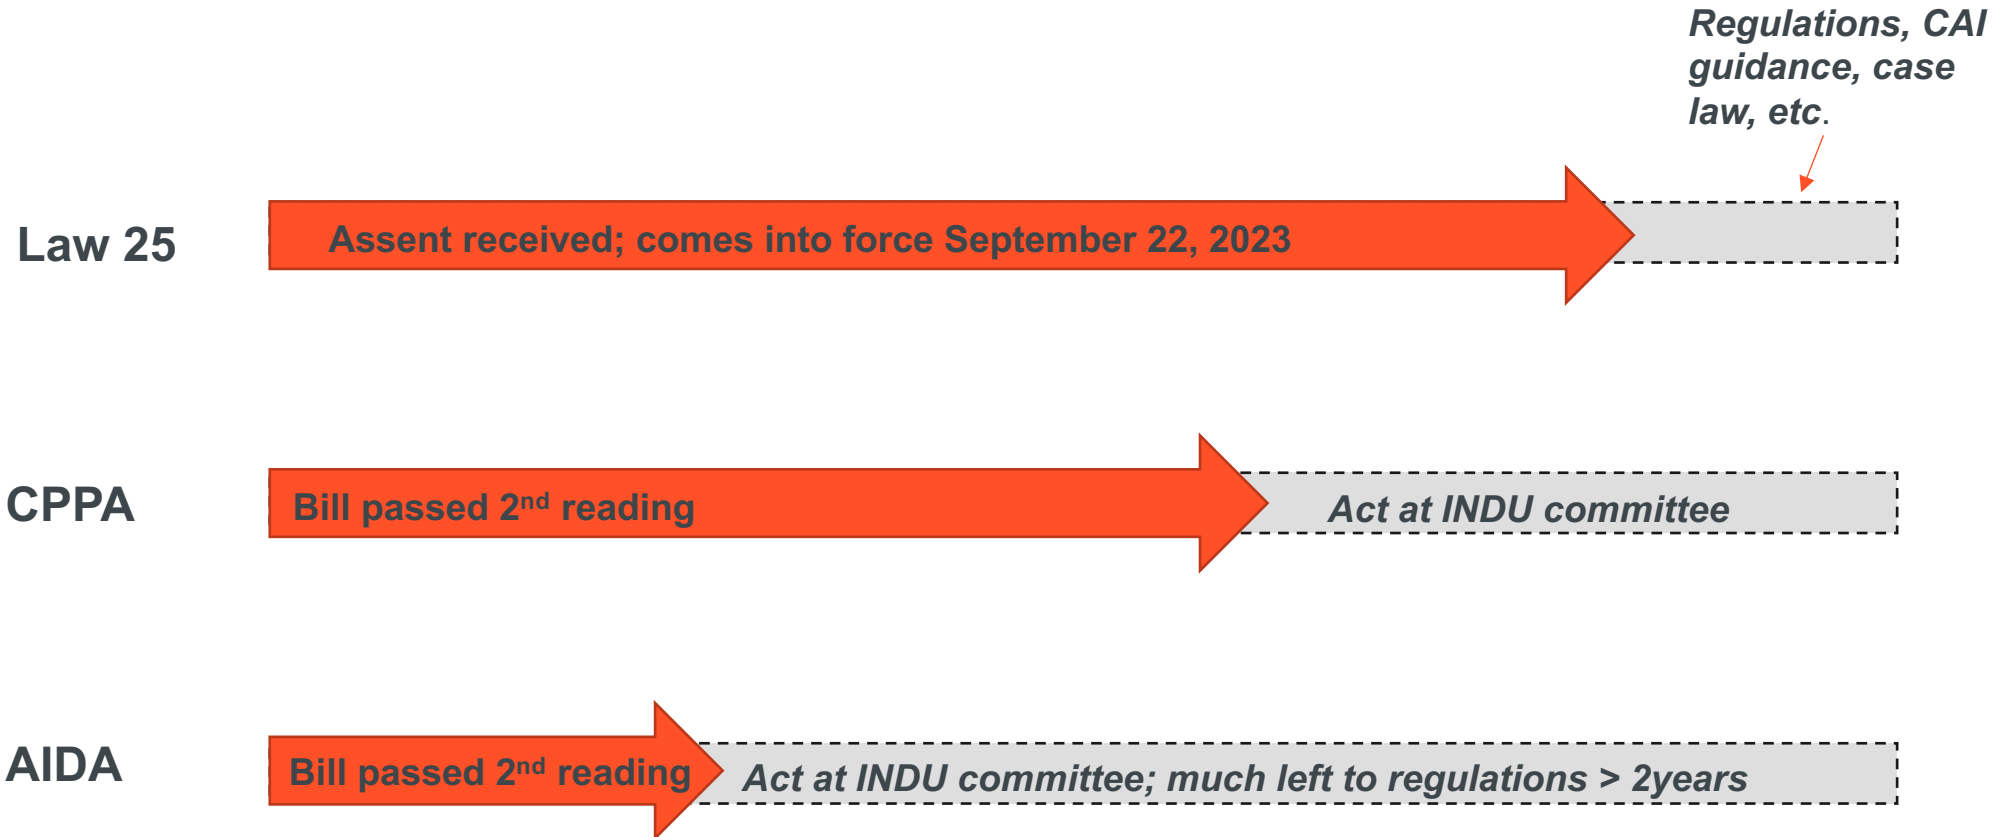 Regulations, CAI
guidance, case
law, etc.
Law 25
Assent received; comes into force September 22, 2023
CPPA
Bill passed 2nd reading
Act at INDU committee
AIDA
Bill passed 2nd reading
Act at INDU committee; much left to regulations > 2years